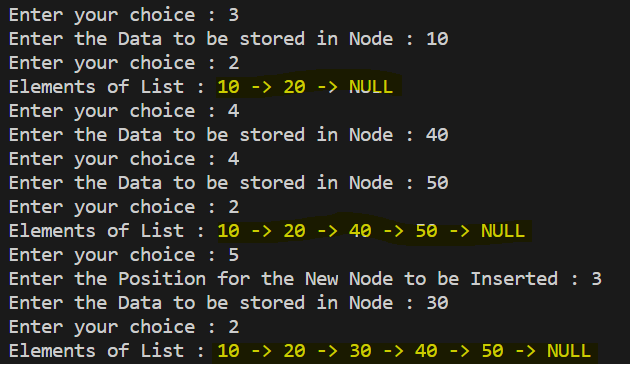 Enter your choice : 3
Enter the Data to be stored in Node : 10
Enter your choice : 2
Elements of List : 10 -> 20 -> NULL
Enter your choice : 4
Enter the Data to be stored in Node : 40
Enter your choice : 4
Enter the Data to be stored in Node : 50
Enter your choice : 2
Elements of List : 10 -> 20 -> 40 -> 50 -> NULL
Enter your choice : 5
Enter the Position for the New Node to be Inserted : 3
Enter the Data to be stored in Node : 30
Enter your choice : 2
Elements of List : 10 -> 20 -> 30 -> 40 -> 50 -> NULL